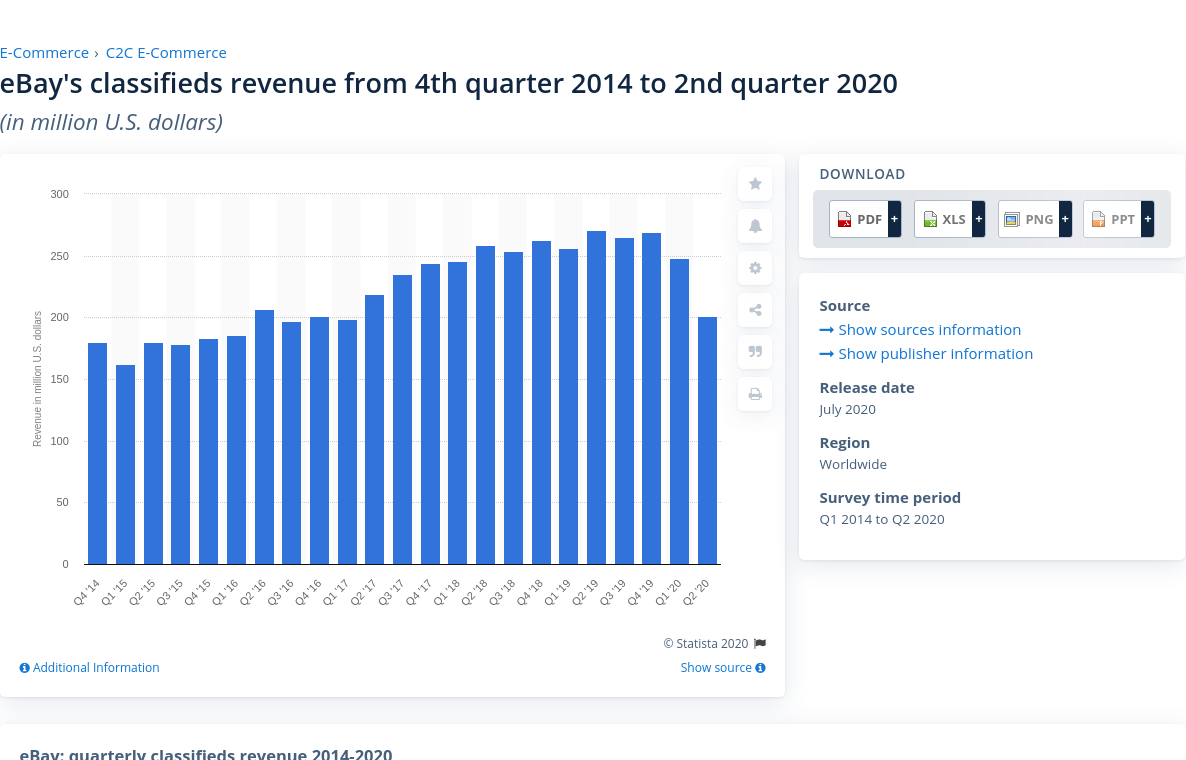 E-Commerce › C2C E-Commerce
eBay's classifieds revenue from 4th quarter 2014 to 2nd quarter 2020
(in million U.S. dollars)
300
250
200
150
100
50
0
Revenue in million U.S. dollars
Q4 '14
Q1 '15
Q2 '15
Q3 '15
Q4 '15
Q1 '16
Q2 '16
Q3 '16
Q4 '16
Q1 '17
Q2 '17
Q3 '17
Q4 '17
Q1 '18
Q2 '18
Q3 '18
Q4 '18
Q1 '19
Q2 '19
Q3 '19
Q4 '19
Q1 '20
Q2 '20
© Statista 2020
Additional Information
Show source
DOWNLOAD
PDF + XLS + PNG + PPT +
Source
Show sources information
Show publisher information
Release date
July 2020
Region
Worldwide
Survey time period
Q1 2014 to Q2 2020
eBay: quarterly classifieds revenue 2014-2020